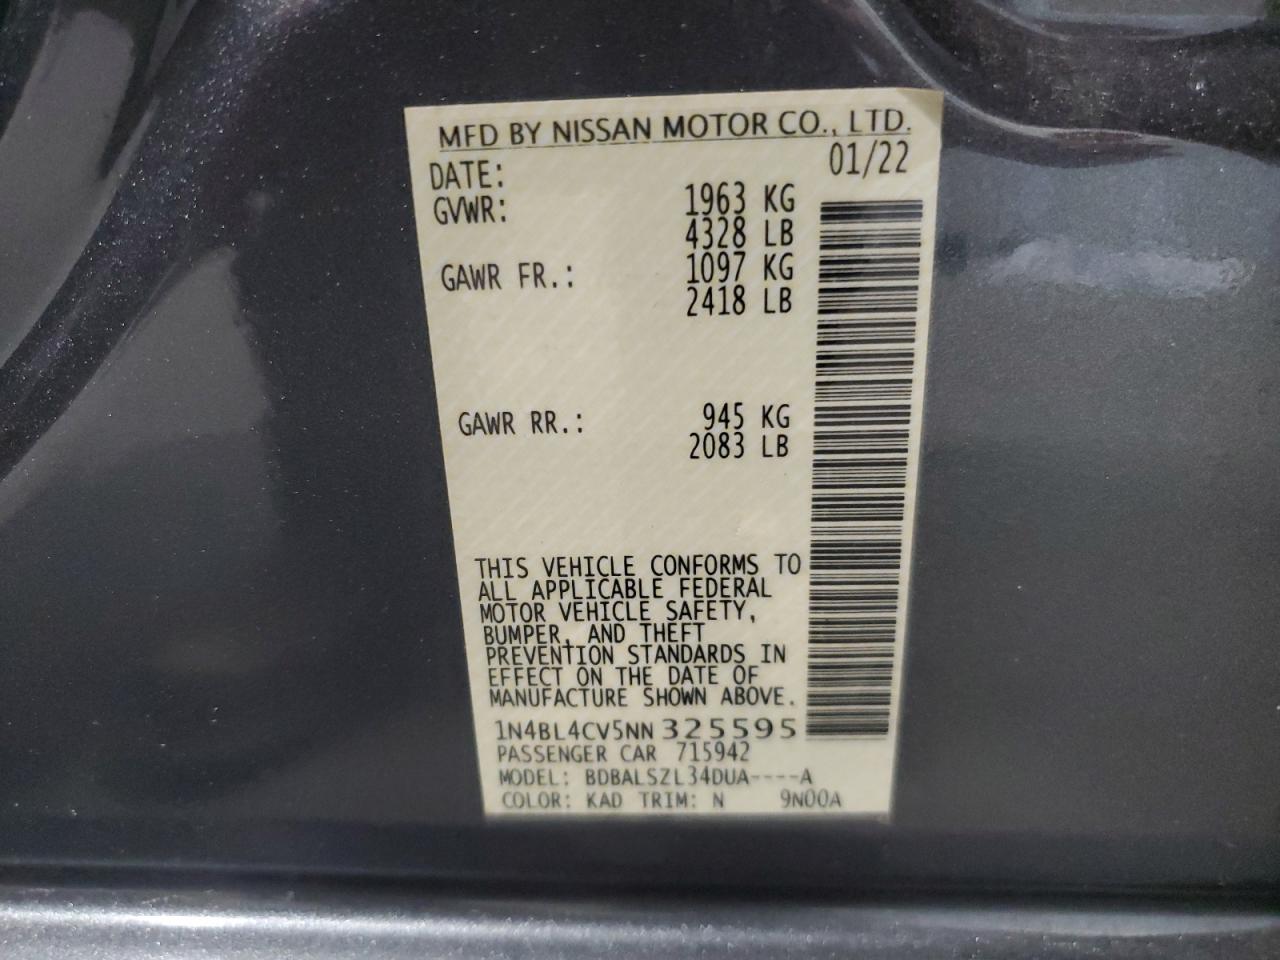 MFD BY NISSAN MOTOR CO., LTD.
DATE: 01/22
GVWR: 1963 KG
4328 LB
GAWR FR.: 1097 KG
2418 LB
GAWR RR.: 945 KG
2083 LB
THIS VEHICLE CONFORMS TO
ALL APPLICABLE FEDERAL
MOTOR VEHICLE SAFETY,
BUMPER, AND THEFT
PREVENTION STANDARDS IN
EFFECT ON THE DATE OF
MANUFACTURE SHOWN ABOVE.
1N4BL4CV5NN325595
PASSENGER CAR 715942
MODEL: BDBALSZL34DUA----A
COLOR: KAD TRIM: N 9N00A